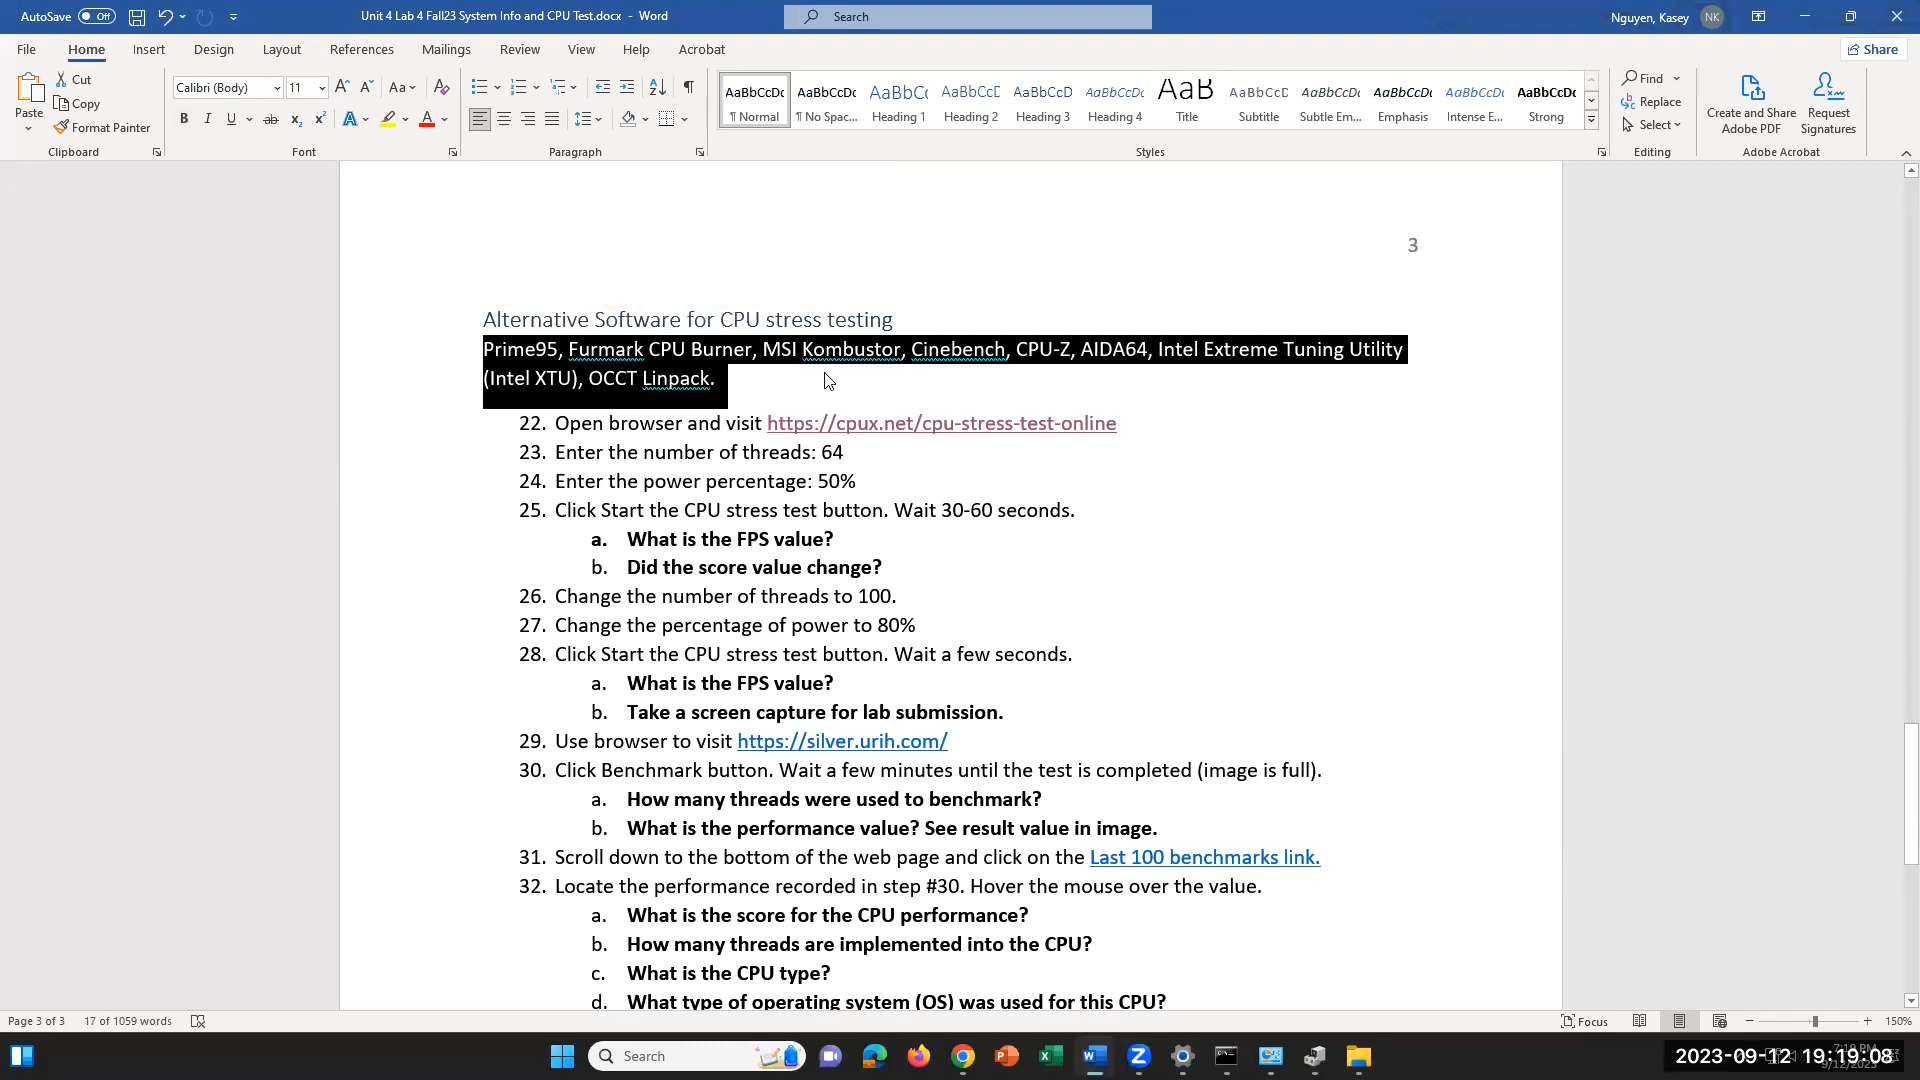 AutoSave Off Unit 4 Lab 4 Fall23 System Info and CPU Test.docx - Word Search Nguyen, Kasey NK
File Home Insert Design Layout References Mailings Review View Help Acrobat Share
Paste Cut Copy Format Painter
Calibri (Body) 11
AaBbCcDc AaBbCcDc AaBbCc AaBbCcD AaBbCcDc AaBbCcDc AaB AaBbCcD AaBbCcDc AaBbCcDc AaBbCcDc AaBbCcDc
¶ Normal ¶ No Spac... Heading 1 Heading 2 Heading 3 Heading 4 Title Subtitle Subtle Em... Emphasis Intense E... Strong
Find Replace Select
Create and Share Adobe PDF Request Signatures
Clipboard Font Paragraph Styles Editing Adobe Acrobat
3
Alternative Software for CPU stress testing
Prime95, Furmark CPU Burner, MSI Kombustor, Cinebench, CPU-Z, AIDA64, Intel Extreme Tuning Utility
(Intel XTU), OCCT Linpack.
22. Open browser and visit https://cpux.net/cpu-stress-test-online
23. Enter the number of threads: 64
24. Enter the power percentage: 50%
25. Click Start the CPU stress test button. Wait 30-60 seconds.
a. What is the FPS value?
b. Did the score value change?
26. Change the number of threads to 100.
27. Change the percentage of power to 80%
28. Click Start the CPU stress test button. Wait a few seconds.
a. What is the FPS value?
b. Take a screen capture for lab submission.
29. Use browser to visit https://silver.urih.com/
30. Click Benchmark button. Wait a few minutes until the test is completed (image is full).
a. How many threads were used to benchmark?
b. What is the performance value? See result value in image.
31. Scroll down to the bottom of the web page and click on the Last 100 benchmarks link.
32. Locate the performance recorded in step #30. Hover the mouse over the value.
a. What is the score for the CPU performance?
b. How many threads are implemented into the CPU?
c. What is the CPU type?
d. What type of operating system (OS) was used for this CPU?
Page 3 of 3 17 of 1059 words Focus 150%
Search
2023-09-12 19:19:08